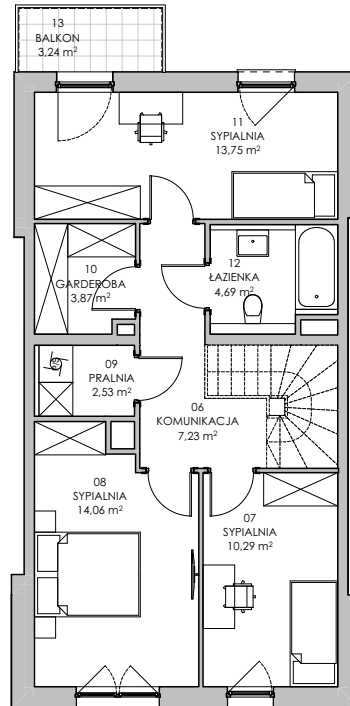 13
BALKON
3,24 m²
11
SYPIALNIA
13,75 m²
10
GARDEROBA
3,87 m²
12
ŁAZIENKA
4,69 m²
09
PRALNIA
2,53 m²
06
KOMUNIKACJA
7,23 m²
08
SYPIALNIA
14,06 m²
07
SYPIALNIA
10,29 m²